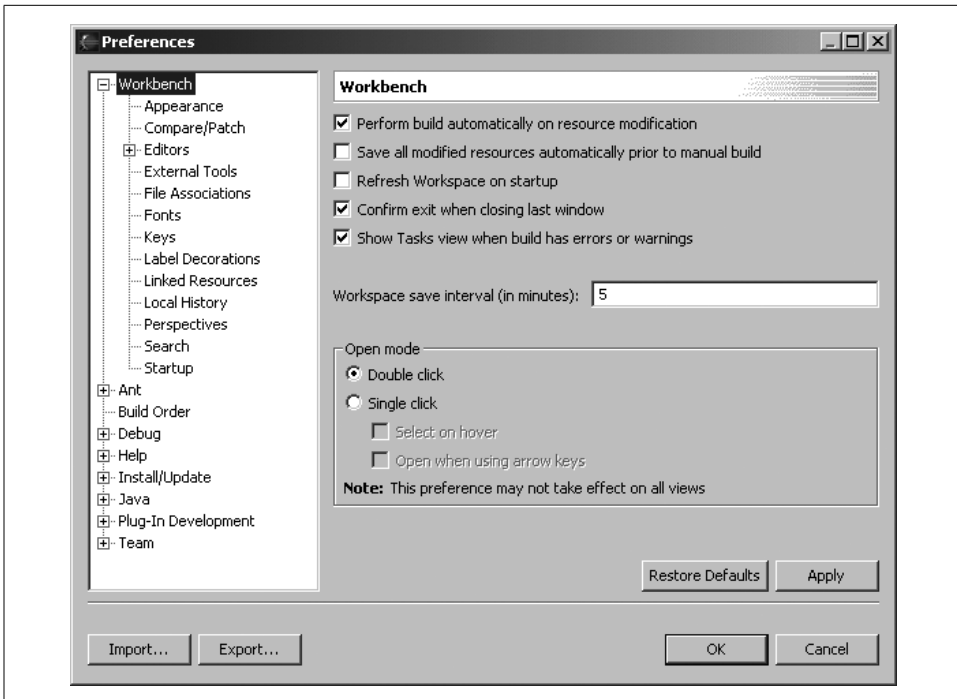 Preferences
Workbench
Appearance
Compare/Patch
Editors
External Tools
File Associations
Fonts
Keys
Label Decorations
Linked Resources
Local History
Perspectives
Search
Startup
Ant
Build Order
Debug
Help
Install/Update
Java
Plug-In Development
Team
Workbench
Perform build automatically on resource modification
Save all modified resources automatically prior to manual build
Refresh Workspace on startup
Confirm exit when closing last window
Show Tasks view when build has errors or warnings
Workspace save interval (in minutes): 5
Open mode
Double click
Single click
Select on hover
Open when using arrow keys
Note: This preference may not take effect on all views
Restore Defaults Apply
Import... Export... OK Cancel